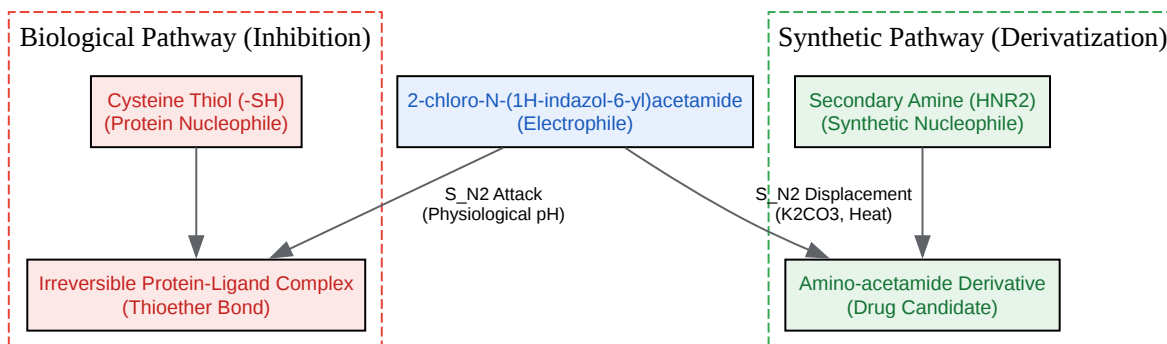 Biological Pathway (Inhibition)
Synthetic Pathway (Derivatization)
Cysteine Thiol (-SH)
(Protein Nucleophile)
2-chloro-N-(1H-indazol-6-yl)acetamide
(Electrophile)
Secondary Amine (HNR2)
(Synthetic Nucleophile)
S_N2 Attack
(Physiological pH)
S_N2 Displacement
(K2CO3, Heat)
Irreversible Protein-Ligand Complex
(Thioether Bond)
Amino-acetamide Derivative
(Drug Candidate)